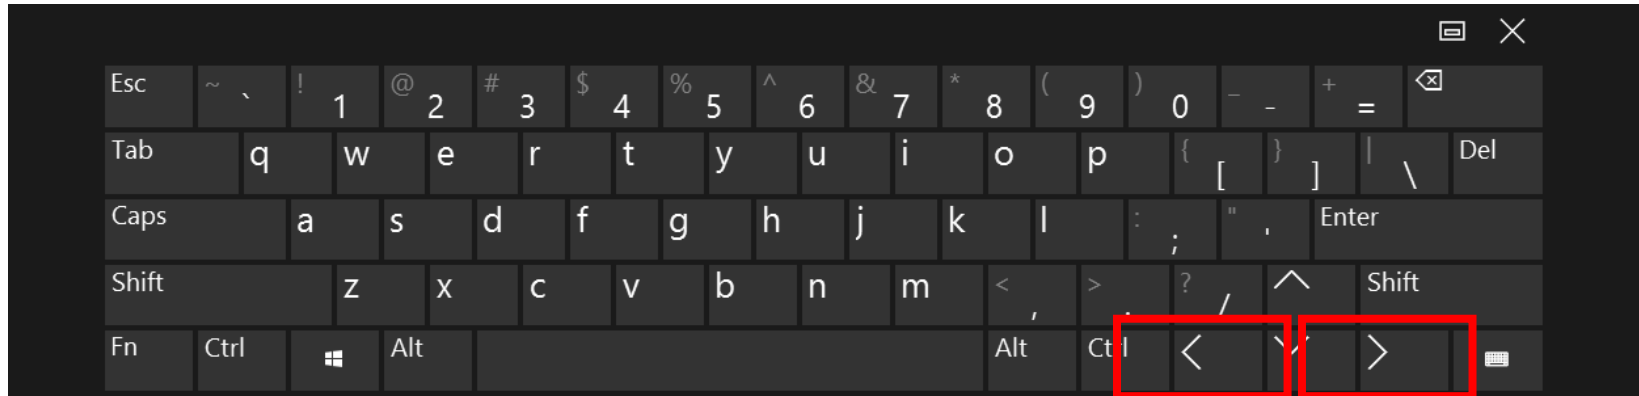 Esc ~ ` ! 1 @ 2 # 3 $ 4 % 5 ^ 6 & 7 * 8 ( 9 ) 0 _ - + =
Tab q w e r t y u i o p { [ } ] | \ Del
Caps a s d f g h j k l : ; " ' Enter
Shift z x c v b n m < , > . ? / Shift
Fn Ctrl Alt Alt Ctrl